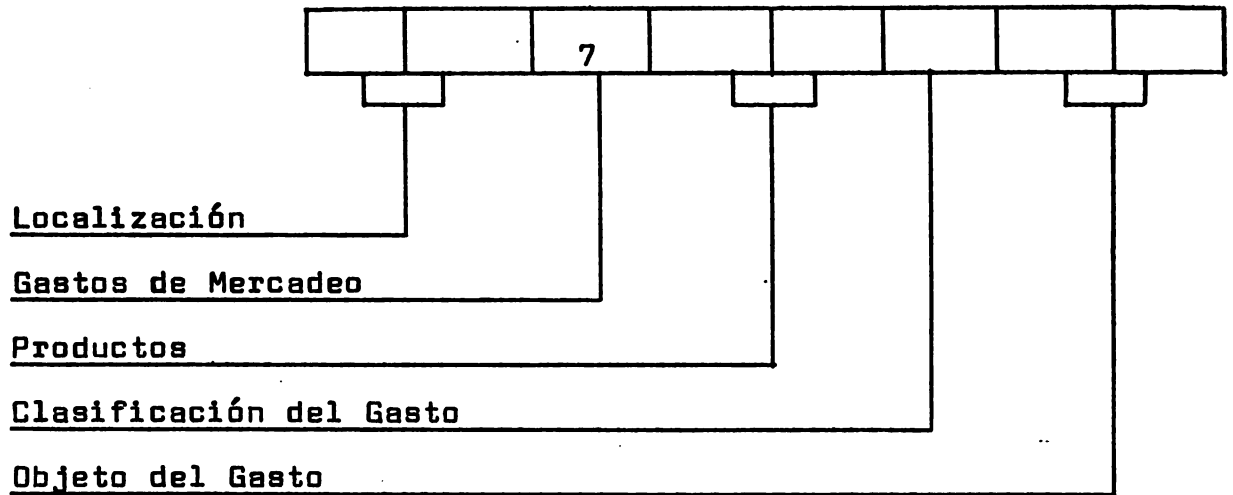 7
Localización
Gastos de Mercadeo
Productos
Clasificación del Gasto
Objeto del Gasto